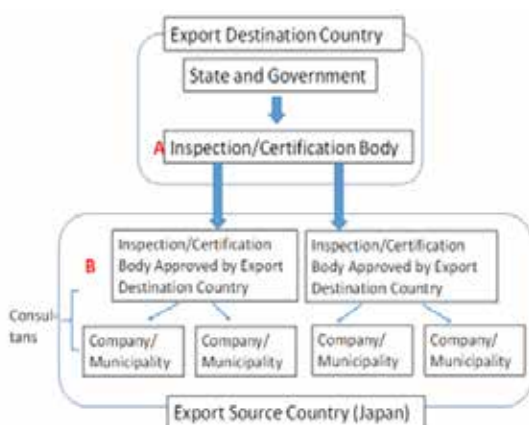 Export Destination Country
State and Government
A Inspection/Certification Body
Inspection/Certification
Body Approved by Export
Destination Country
Inspection/Certification
Body Approved by Export
Destination Country
B
Consul-
tans
Company/
Municipality
Company/
Municipality
Company/
Municipality
Company/
Municipality
Export Source Country (Japan)